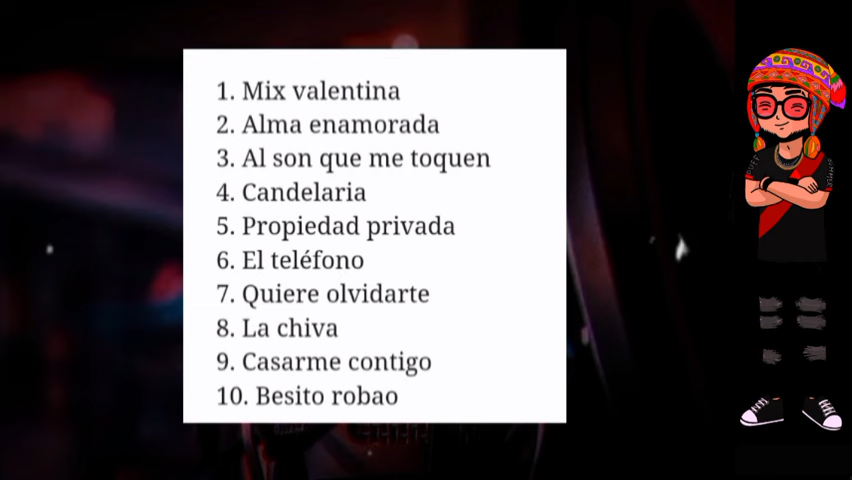 1. Mix valentina
2. Alma enamorada
3. Al son que me toquen
4. Candelaria
5. Propiedad privada
6. El teléfono
7. Quiere olvidarte
8. La chiva
9. Casarme contigo
10. Besito robao